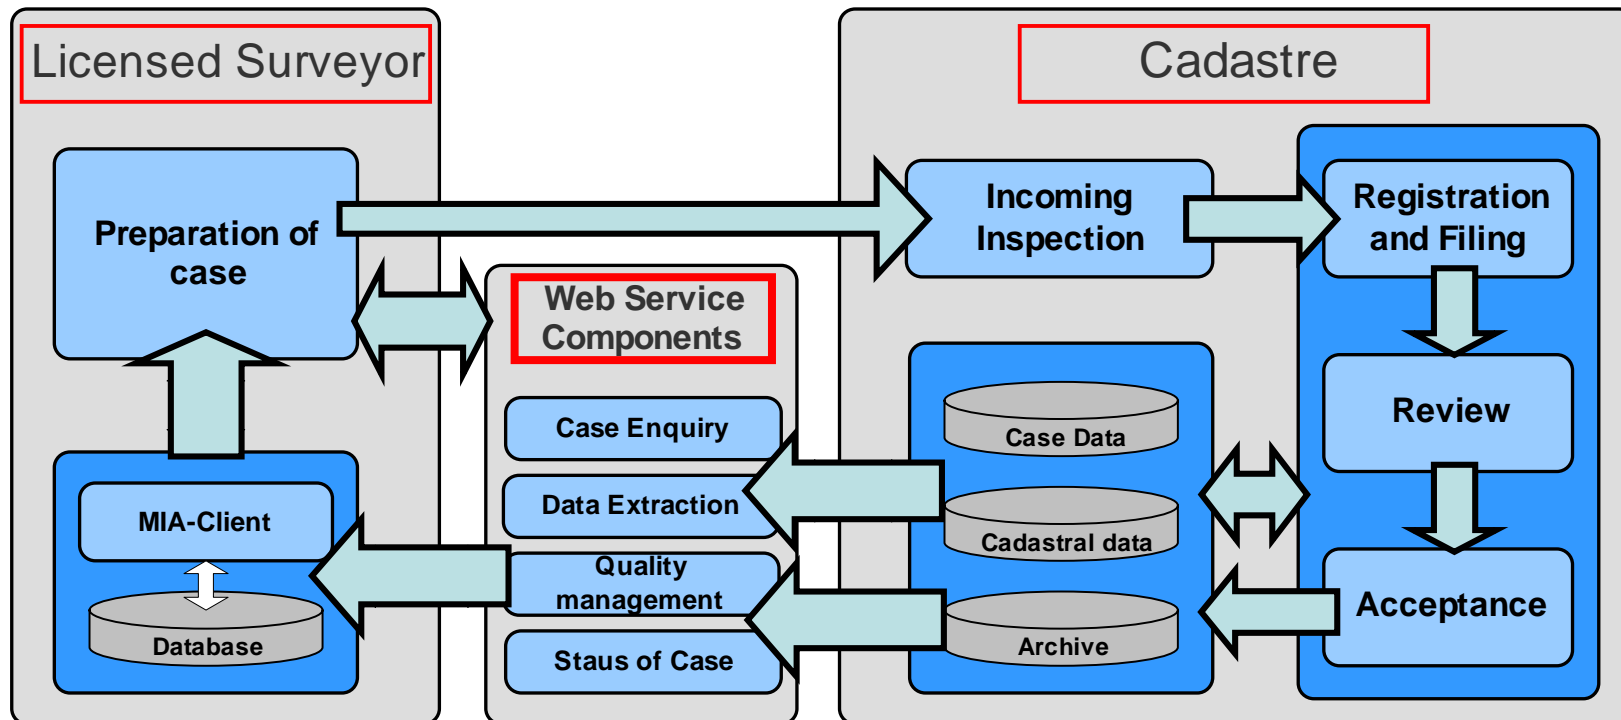 Licensed Surveyor
Preparation of
case
MIA-Client
Database
Web Service
Components
Case Enquiry
Data Extraction
Quality
management
Staus of Case
Cadastre
Incoming
Inspection
Registration
and Filing
Review
Acceptance
Case Data
Cadastral data
Archive